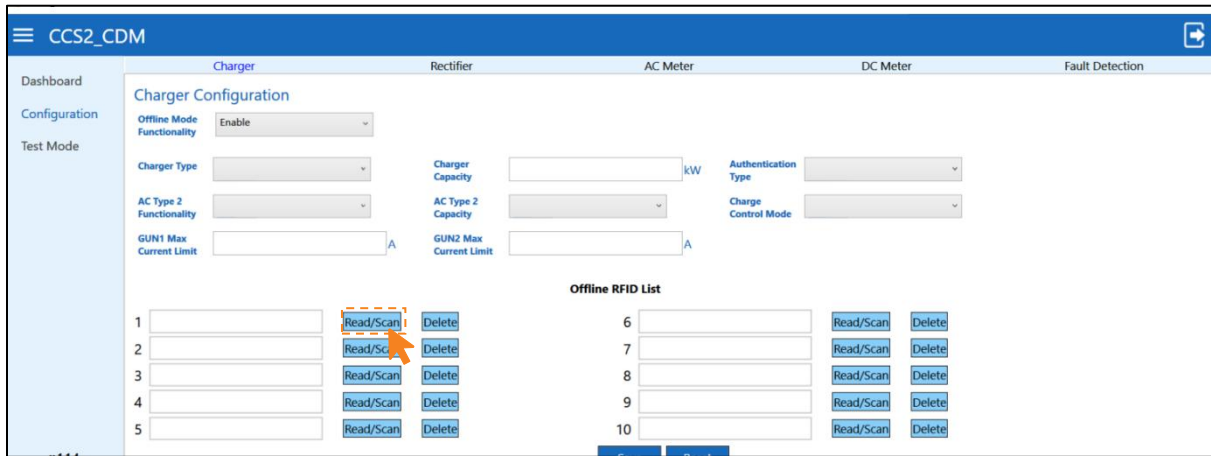 CCS2_CDM
Charger Rectifier AC Meter DC Meter Fault Detection
Dashboard
Configuration
Test Mode
Charger Configuration
Offline Mode
Functionality
Enable
Charger Type
Charger
Capacity
kW
Authentication
Type
AC Type 2
Functionality
AC Type 2
Capacity
Charge
Control Mode
GUN1 Max
Current Limit
A
GUN2 Max
Current Limit
A
Offline RFID List
1 Read/Scan Delete 6 Read/Scan Delete
2 Read/Scan Delete 7 Read/Scan Delete
3 Read/Scan Delete 8 Read/Scan Delete
4 Read/Scan Delete 9 Read/Scan Delete
5 Read/Scan Delete 10 Read/Scan Delete